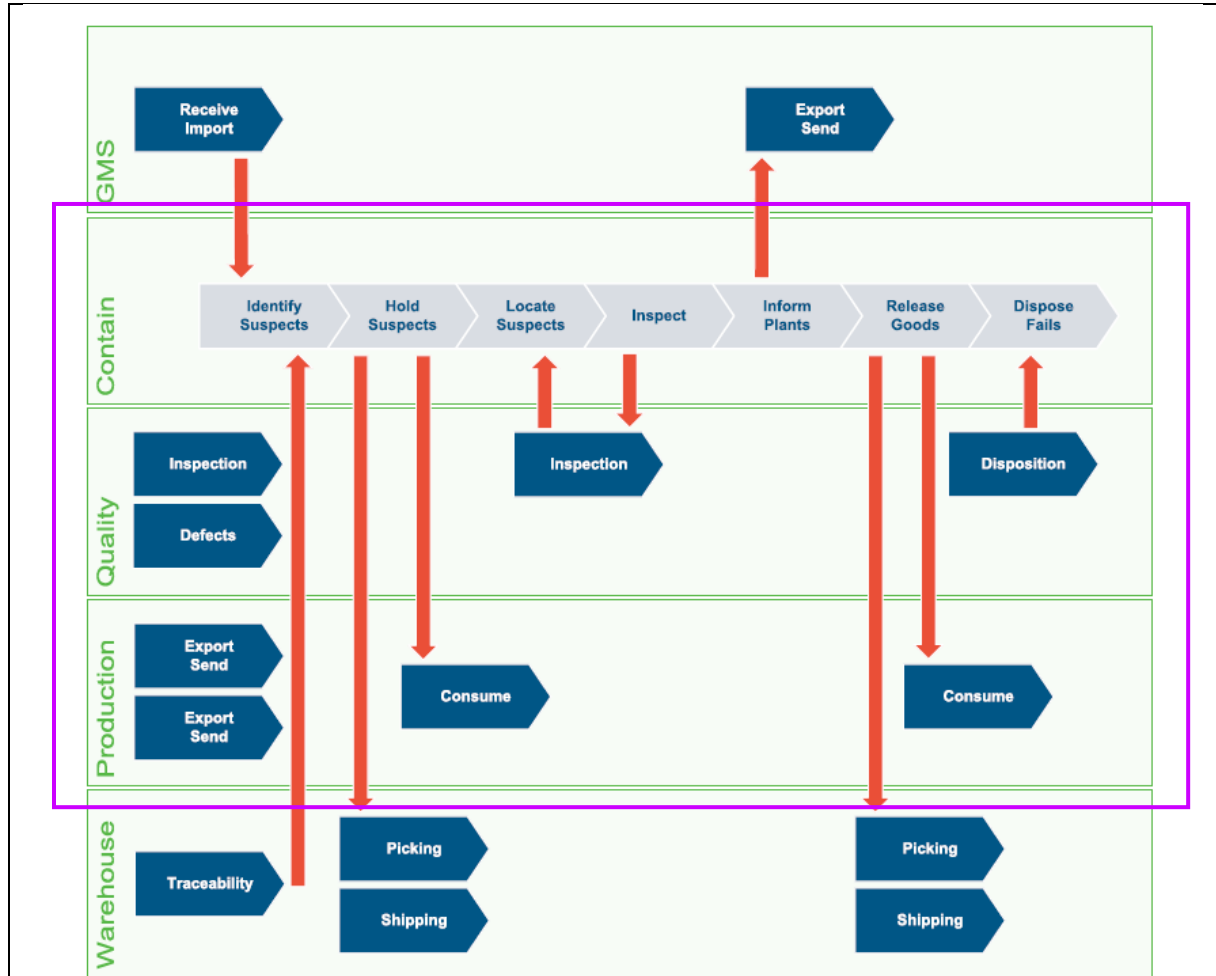 GMS
Receive
Import
Export
Send
Contain
Identify
Suspects
Hold
Suspects
Locate
Suspects
Inspect
Inform
Plants
Release
Goods
Dispose
Fails
Quality
Inspection
Defects
Inspection
Disposition
Production
Export
Send
Export
Send
Consume
Consume
Warehouse
Traceability
Picking
Shipping
Picking
Shipping